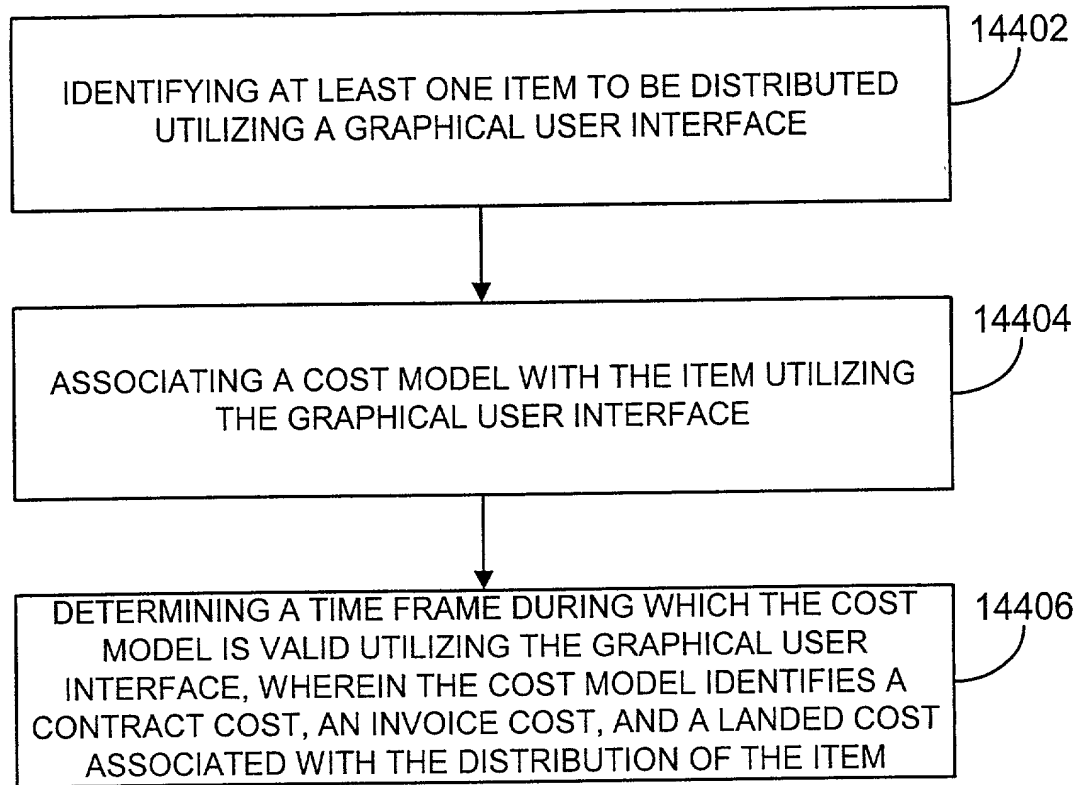 14402
IDENTIFYING AT LEAST ONE ITEM TO BE DISTRIBUTED
UTILIZING A GRAPHICAL USER INTERFACE
14404
ASSOCIATING A COST MODEL WITH THE ITEM UTILIZING
THE GRAPHICAL USER INTERFACE
14406
DETERMINING A TIME FRAME DURING WHICH THE COST
MODEL IS VALID UTILIZING THE GRAPHICAL USER
INTERFACE, WHEREIN THE COST MODEL IDENTIFIES A
CONTRACT COST, AN INVOICE COST, AND A LANDED COST
ASSOCIATED WITH THE DISTRIBUTION OF THE ITEM